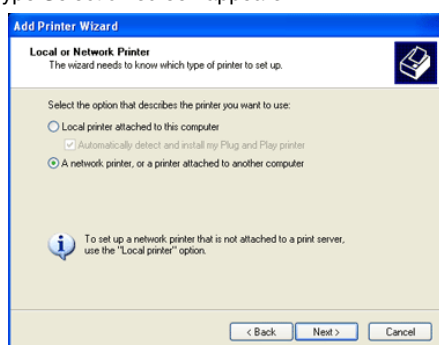 Add Printer Wizard
Local or Network Printer
The wizard needs to know which type of printer to set up.
Select the option that describes the printer you want to use:
Local printer attached to this computer
Automatically detect and install my Plug and Play printer
A network printer, or a printer attached to another computer
To set up a network printer that is not attached to a print server,
use the "Local printer" option.
< Back Next > Cancel